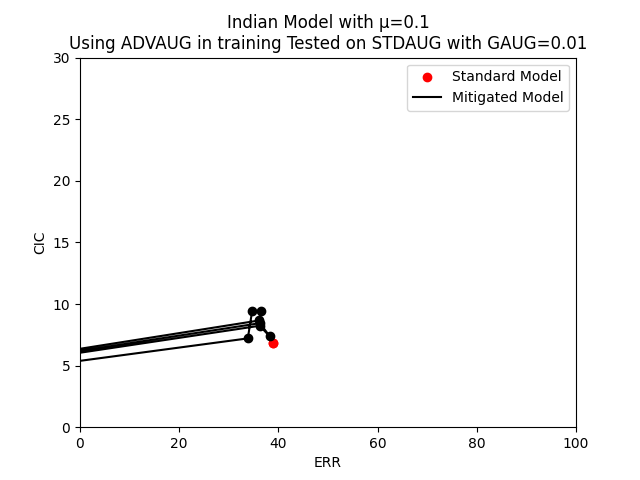 Indian Model with μ=0.1
Using ADVAUG in training Tested on STDAUG with GAUG=0.01
Standard Model
Mitigated Model
30
25
20
15
10
5
0
CIC
0 20 40 60 80 100
ERR